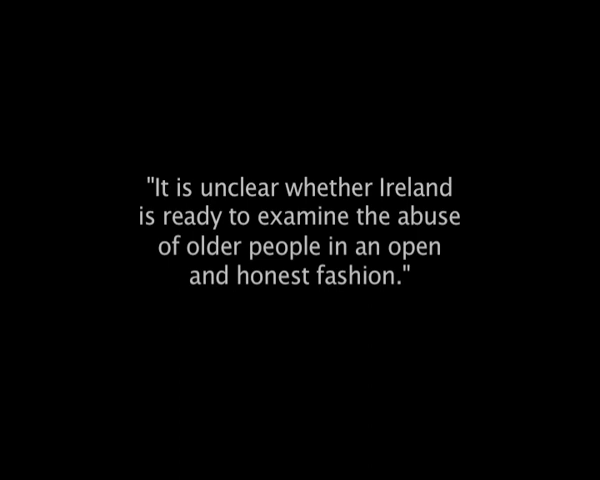 "It is unclear whether Ireland
is ready to examine the abuse
of older people in an open
and honest fashion."